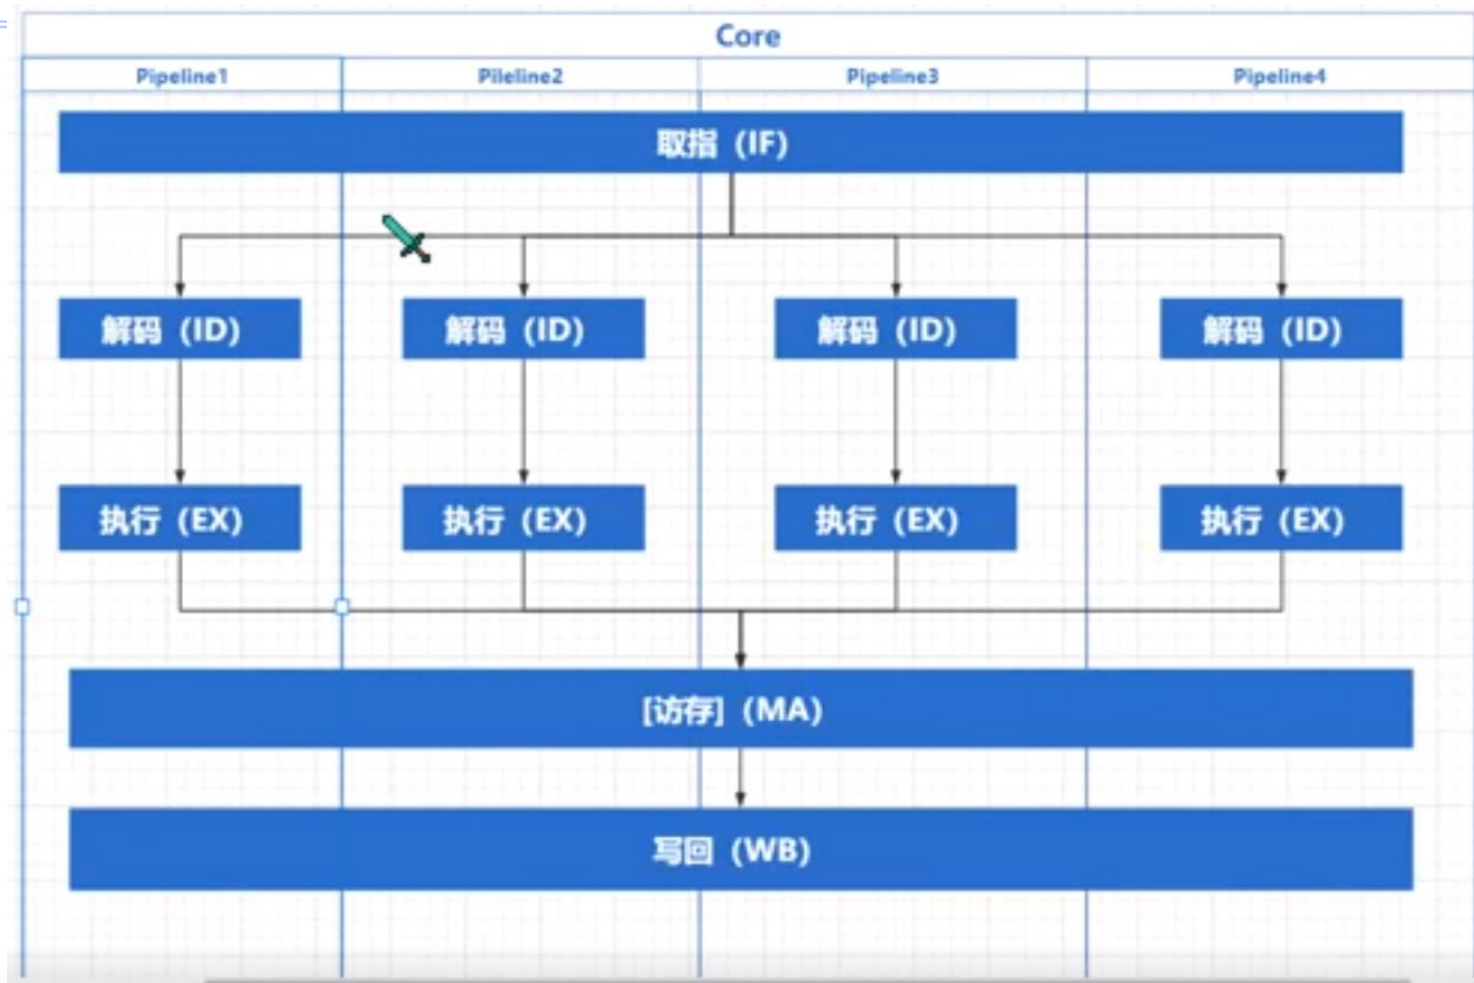 Core
Pipeline1 Pileline2 Pipeline3 Pipeline4
取指（IF）
解码（ID） 解码（ID） 解码（ID） 解码（ID）
执行（EX） 执行（EX） 执行（EX） 执行（EX）
[访存]（MA）
写回（WB）